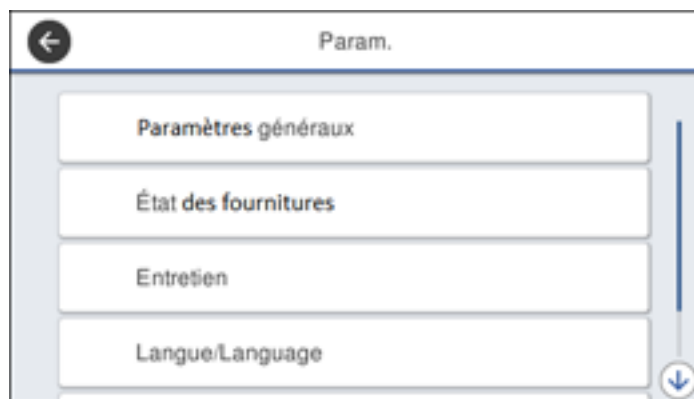 Param.
Paramètres généraux
État des fournitures
Entretien
Langue/Language